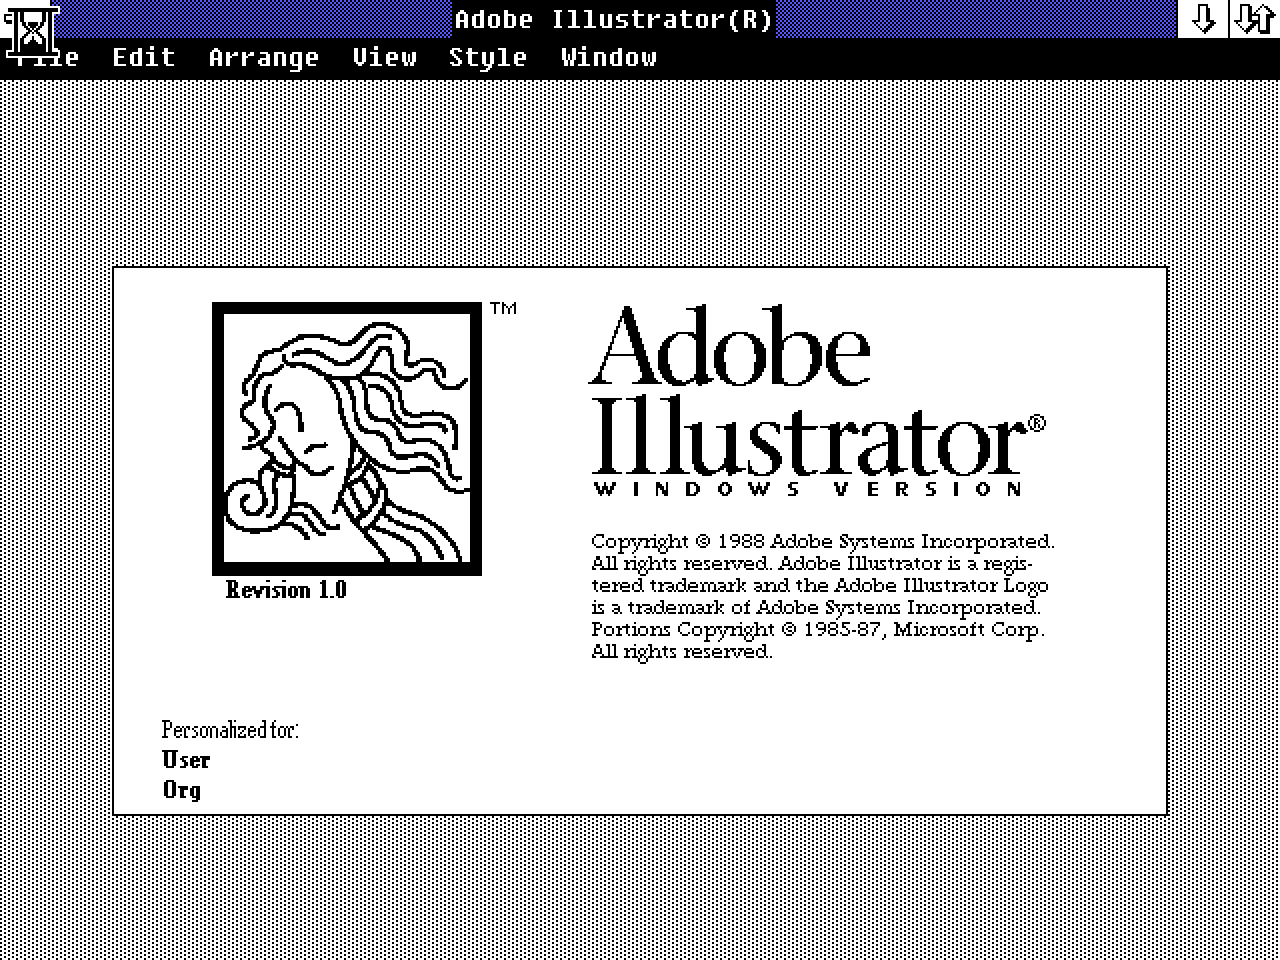 Adobe Illustrator(R)
Edit Arrange View Style Window
TM
Adobe
Illustrator®
WINDOWS VERSION
Revision 1.0
Copyright © 1988 Adobe Systems Incorporated.
All rights reserved. Adobe Illustrator is a regis-
tered trademark and the Adobe Illustrator Logo
is a trademark of Adobe Systems Incorporated.
Portions Copyright © 1985-87, Microsoft Corp.
All rights reserved.
Personalized for:
User
Org